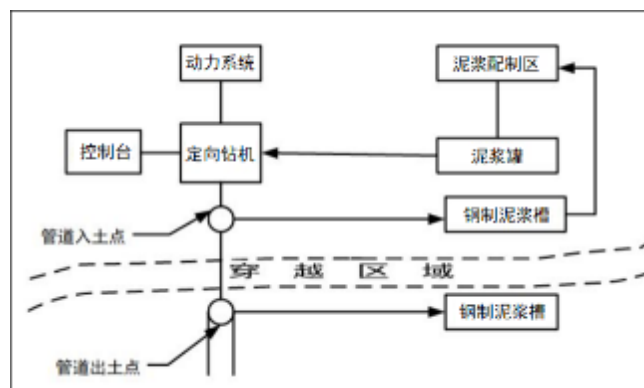 动力系统
泥浆配制区
控制台
定向钻机
泥浆罐
钢制泥浆槽
管道入土点
穿越区域
钢制泥浆槽
管道出土点